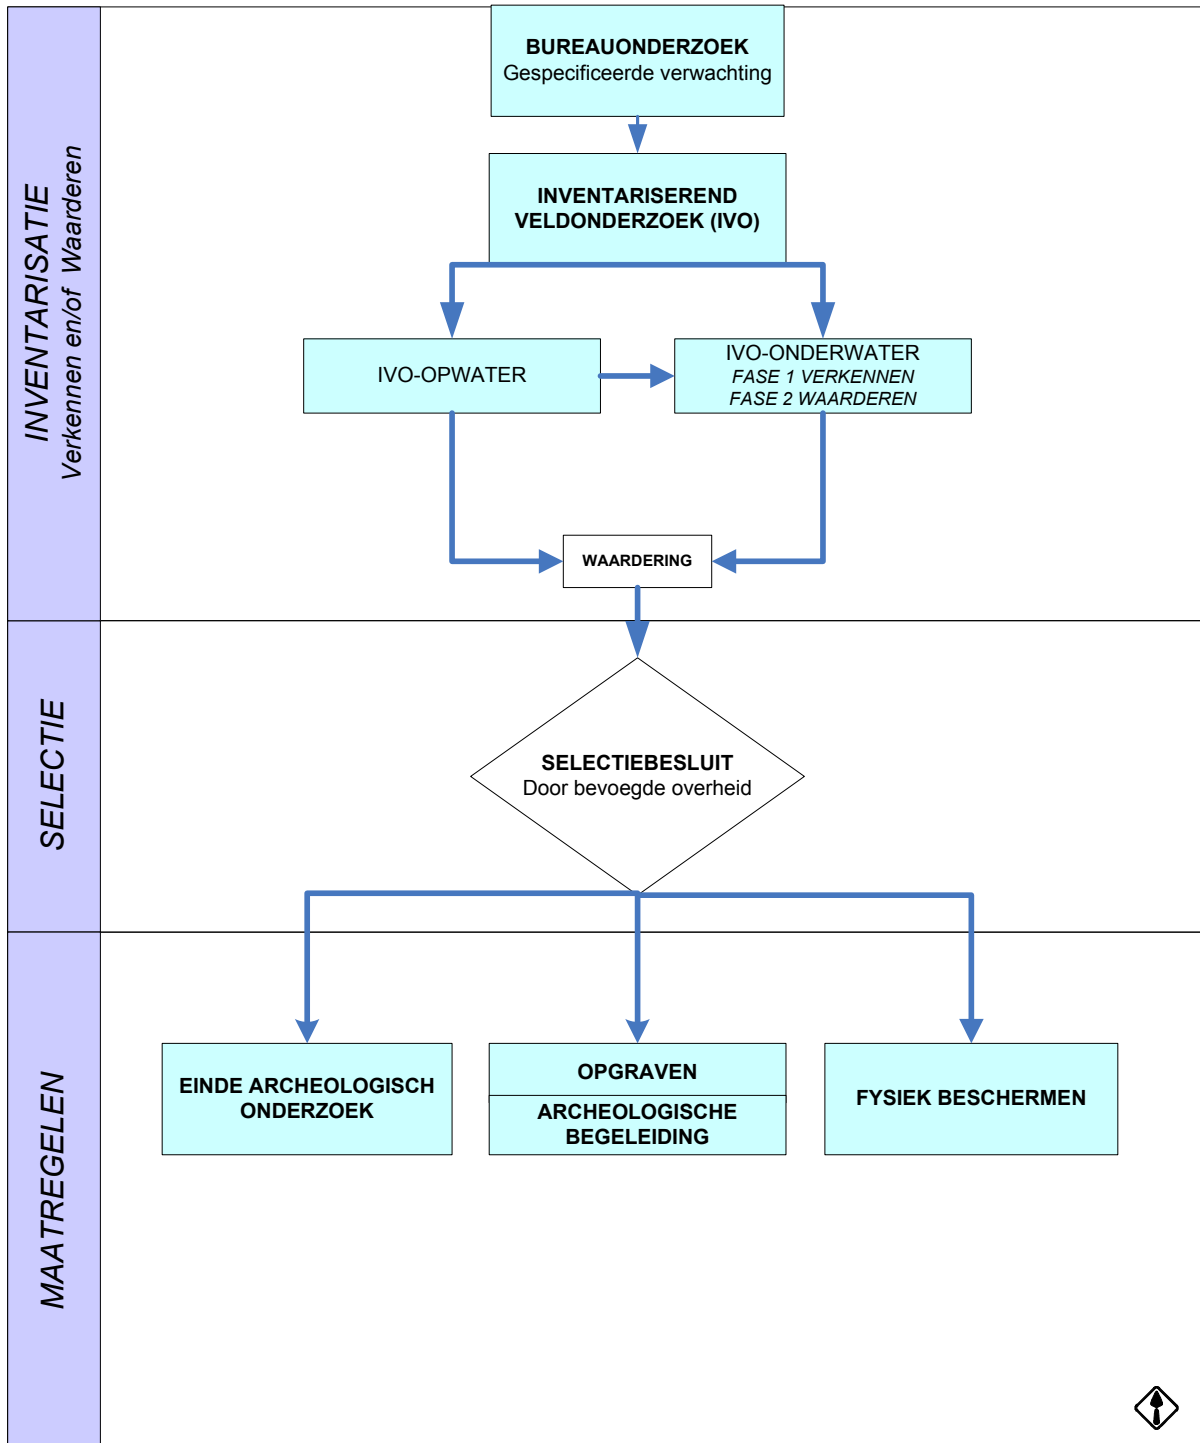 INVENTARISATIE
Verkennen en/of Waarderen
BUREAUONDERZOEK
Gespecificeerde verwachting
INVENTARISEREND
VELDONDERZOEK (IVO)
IVO-OPWATER
IVO-ONDERWATER
FASE 1 VERKENNEN
FASE 2 WAARDEREN
WAARDERING
SELECTIE
SELECTIEBESLUIT
Door bevoegde overheid
MAATREGELEN
EINDE ARCHEOLOGISCH
ONDERZOEK
OPGRAVEN
ARCHEOLOGISCHE
BEGELEIDING
FYSIEK BESCHERMEN